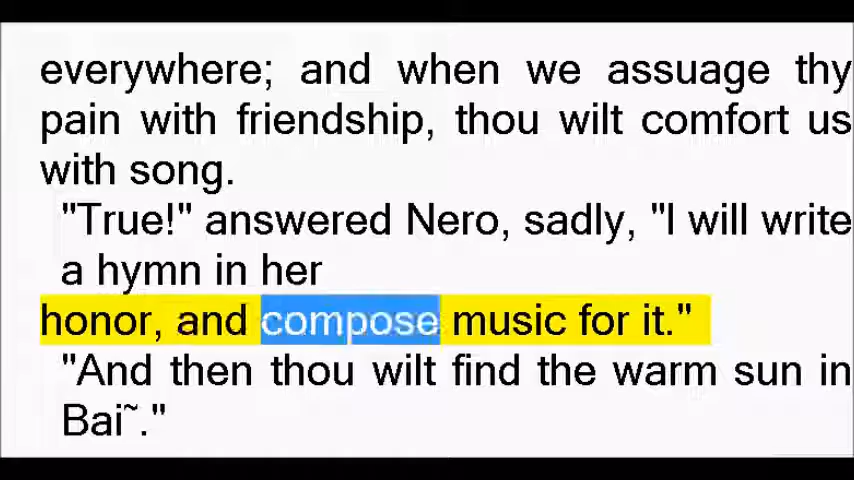 everywhere; and when we assuage thy
pain with friendship, thou wilt comfort us
with song.
"True!" answered Nero, sadly, "I will write
a hymn in her
honor, and compose music for it."
"And then thou wilt find the warm sun in
Bai˜."